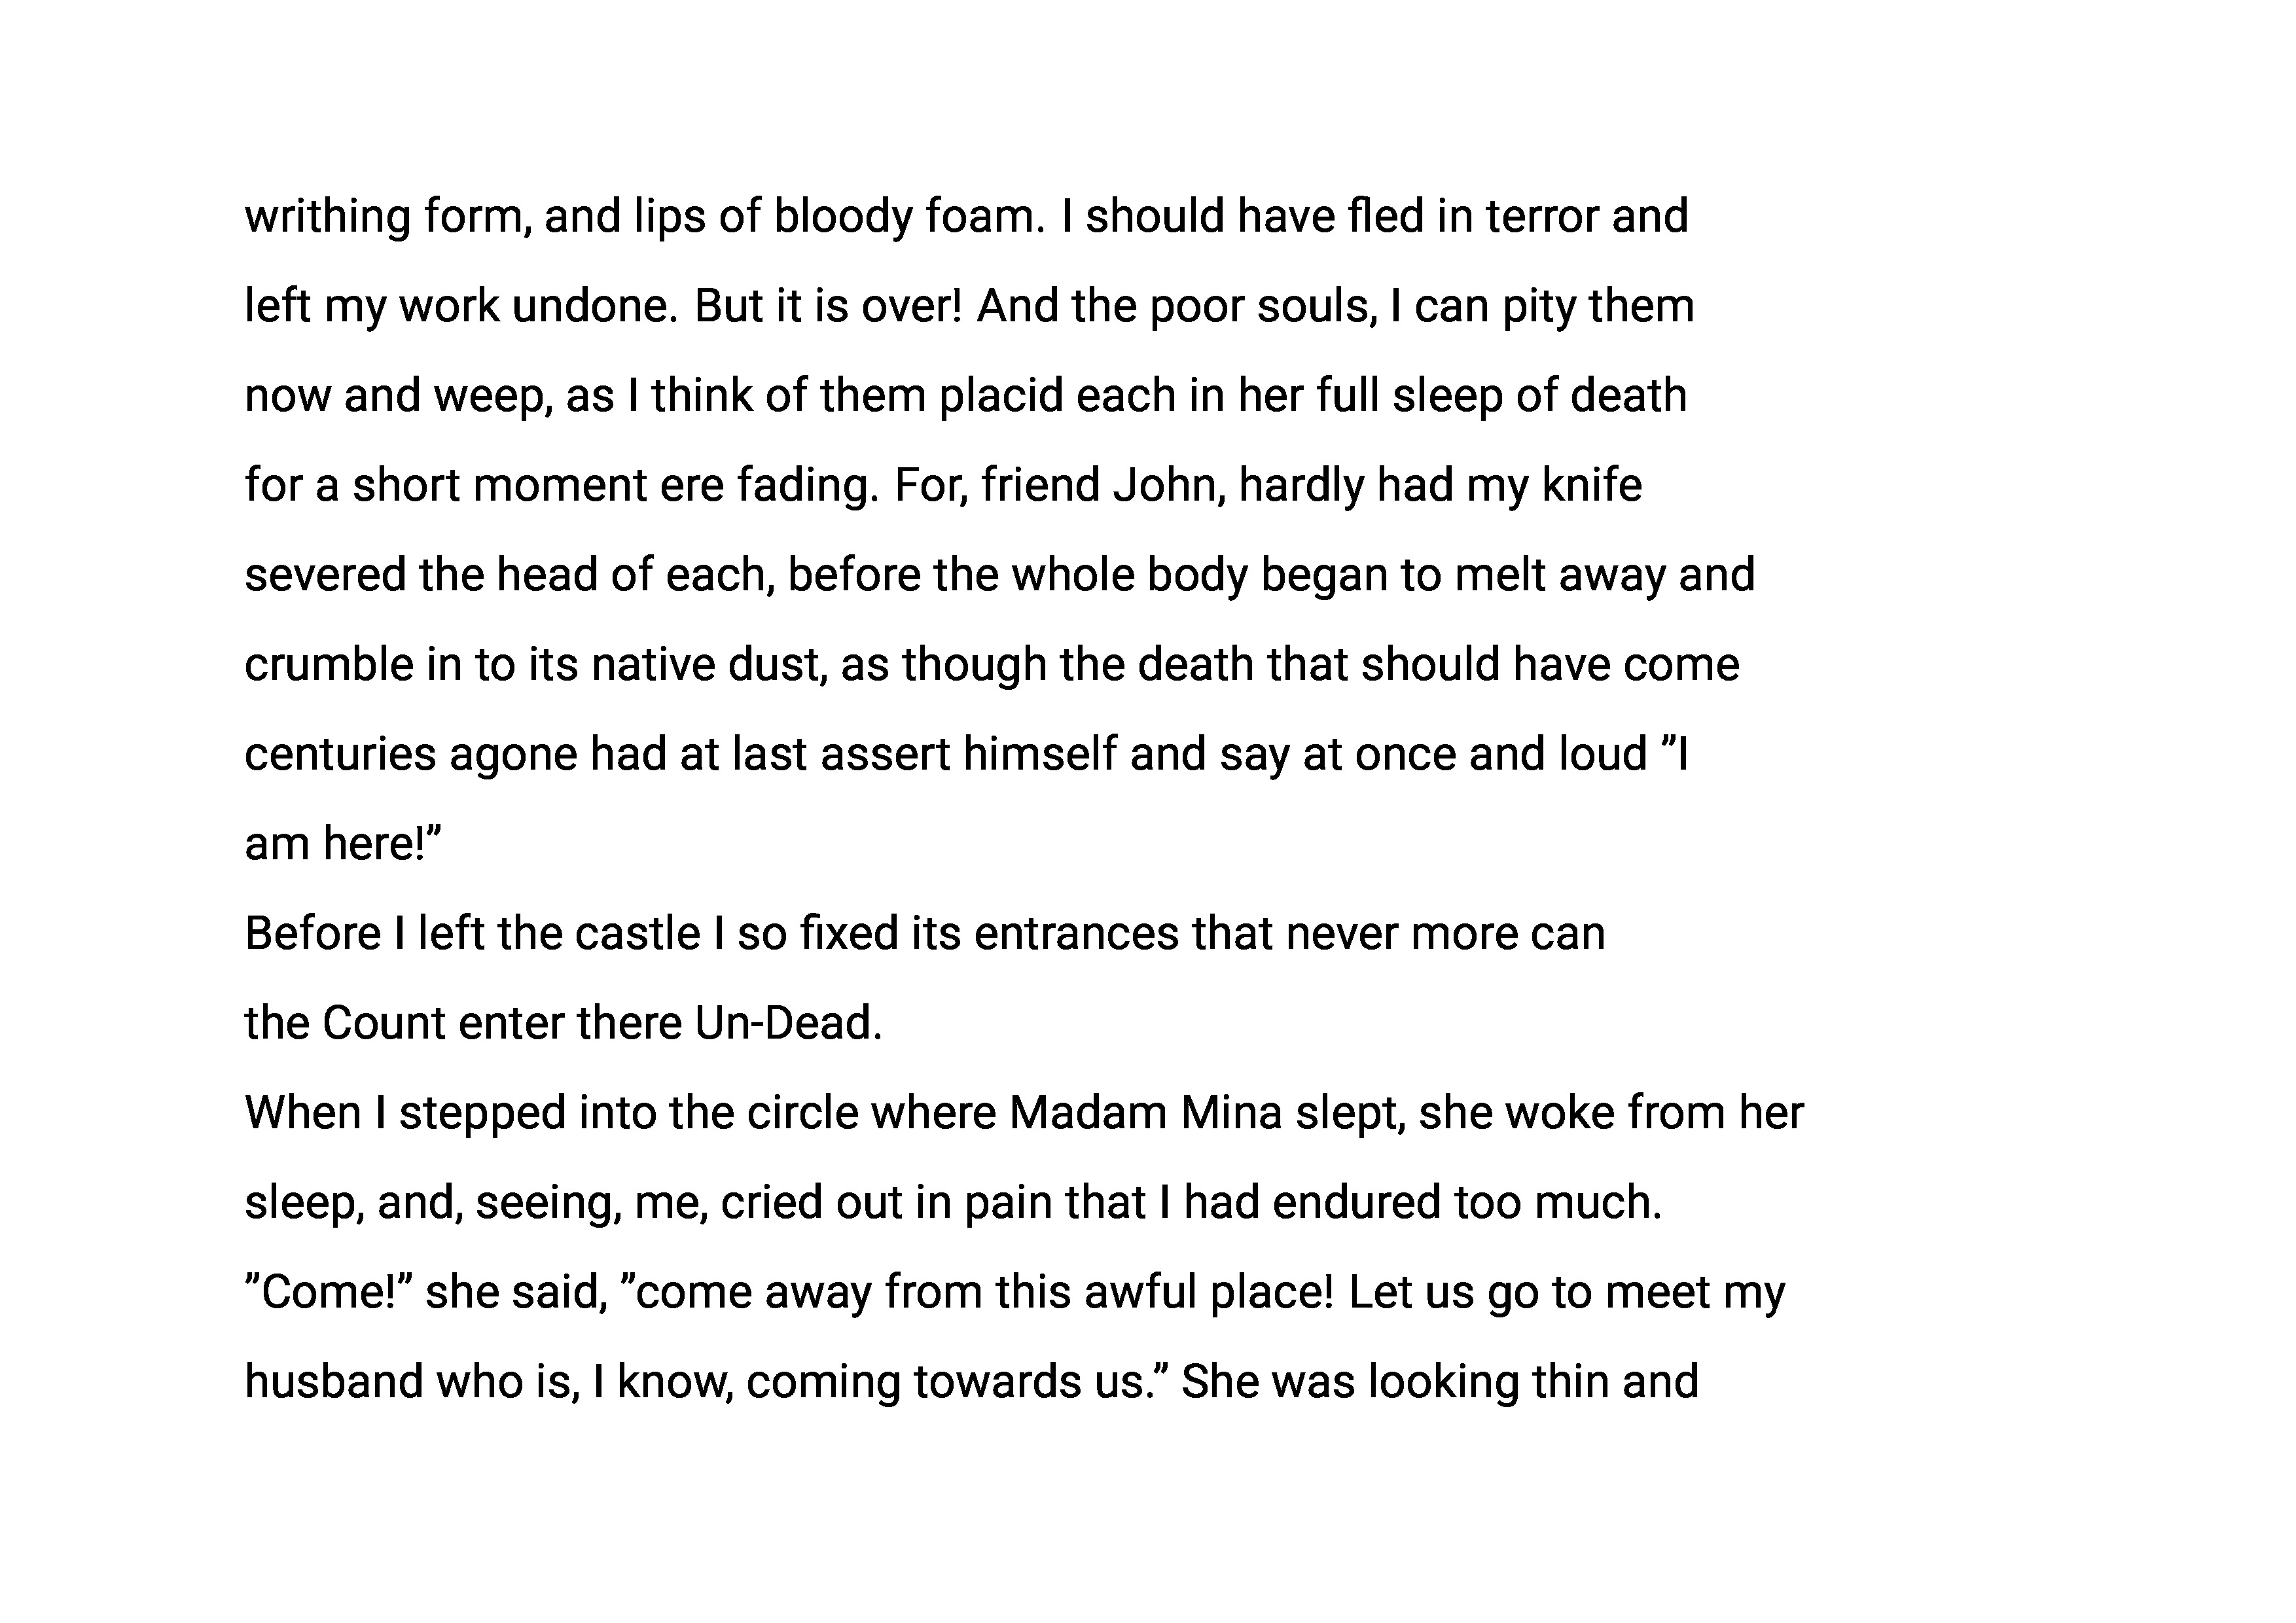 writhing form, and lips of bloody foam. I should have fled in terror and
left my work undone. But it is over! And the poor souls, I can pity them
now and weep, as I think of them placid each in her full sleep of death
for a short moment ere fading. For, friend John, hardly had my knife
severed the head of each, before the whole body began to melt away and
crumble in to its native dust, as though the death that should have come
centuries agone had at last assert himself and say at once and loud ”I
am here!”
Before I left the castle I so fixed its entrances that never more can
the Count enter there Un-Dead.
When I stepped into the circle where Madam Mina slept, she woke from her
sleep, and, seeing, me, cried out in pain that I had endured too much.
”Come!” she said, ”come away from this awful place! Let us go to meet my
husband who is, I know, coming towards us.” She was looking thin and